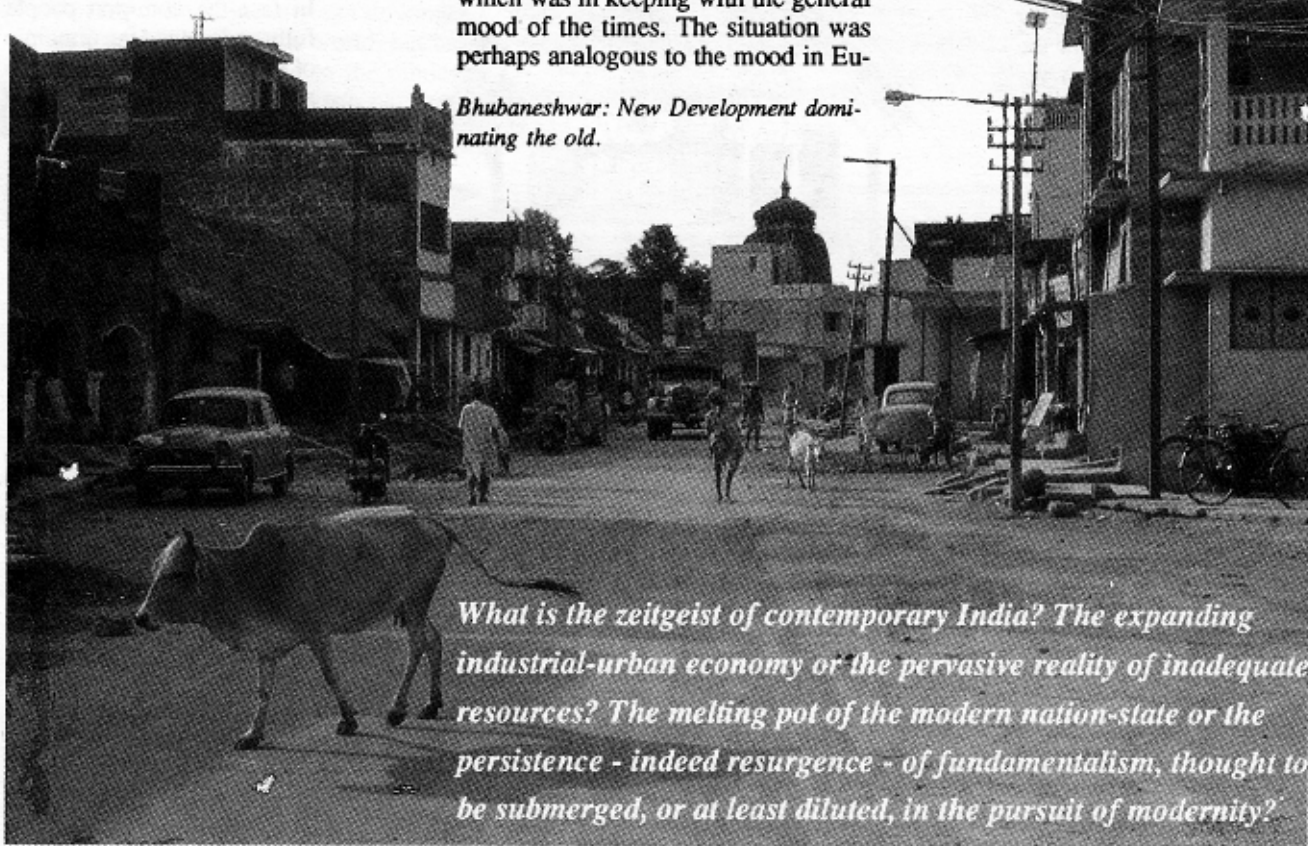 which was in keeping with the general
mood of the times. The situation was
perhaps analogous to the mood in Eu-
Bhubaneshwar: New Development domi-
nating the old.
What is the zeitgeist of contemporary India? The expanding
industrial-urban economy or the pervasive reality of inadequate
resources? The melting pot of the modern nation-state or the
persistence - indeed resurgence - of fundamentalism, thought to
be submerged, or at least diluted, in the pursuit of modernity?